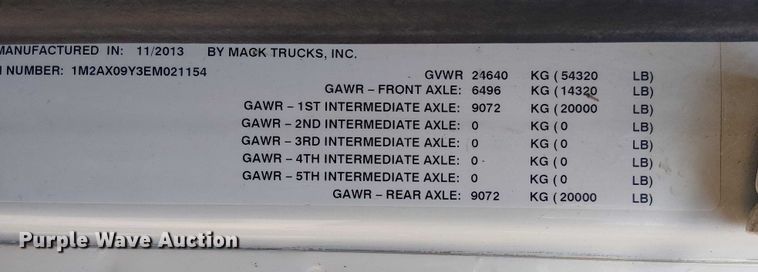 MANUFACTURED IN: 11/2013 BY MACK TRUCKS, INC.
NUMBER: 1M2AX09Y3EM021154
GVWR 24640 KG ( 54320 LB)
GAWR – FRONT AXLE: 6496 KG ( 14320 LB)
GAWR – 1ST INTERMEDIATE AXLE: 9072 KG ( 20000 LB)
GAWR – 2ND INTERMEDIATE AXLE: 0 KG ( 0 LB)
GAWR – 3RD INTERMEDIATE AXLE: 0 KG ( 0 LB)
GAWR – 4TH INTERMEDIATE AXLE: 0 KG ( 0 LB)
GAWR – 5TH INTERMEDIATE AXLE: 0 KG ( 0 LB)
GAWR – REAR AXLE: 9072 KG ( 20000 LB)
Purple Wave Auction